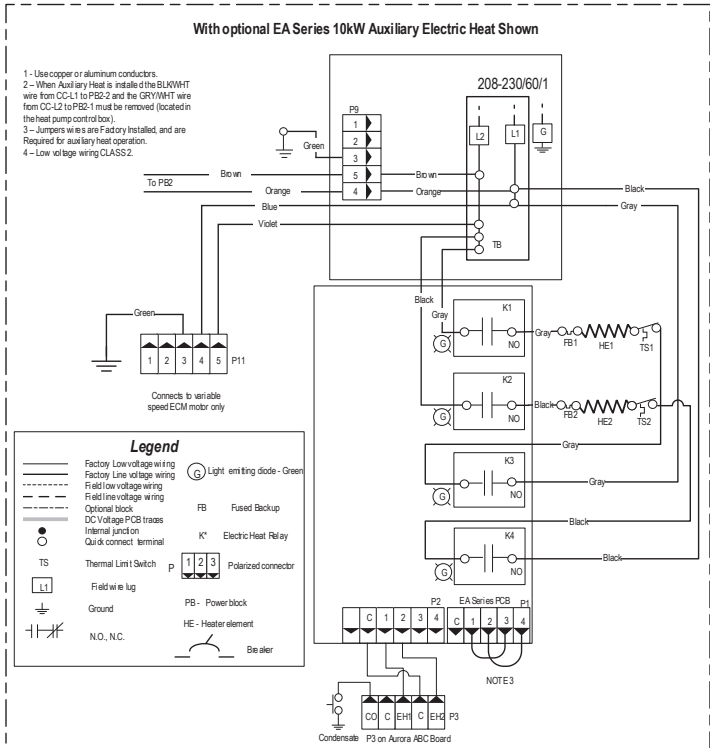 With optional EA Series 10kW Auxiliary Electric Heat Shown
1 - Use copper or aluminum conductors.
2 – When Auxiliary Heat is installed the BLK/WHT
wire from CC-L1 to PB2-2 and the GRY/WHT wire
from CC-L2 to PB2-1 must be removed (located in
the heat pump control box).
3 – Jumpers wires are Factory Installed, and are
Required for auxiliary heat operation.
4 – Low voltage wiring CLASS 2.
208-230/60/1
P9
1
2
3
5
4
Green
L2
L1
G
To PB2
Brown
Brown
Orange
Orange
Black
Blue
Gray
Violet
TB
Black
Gray
Green
1 2 3 4 5 P11
Connects to variable
speed ECM motor only
K1
G
NO
Gray
FB1
HE1
TS1
K2
G
NO
Black
FB2
HE2
TS2
Gray
K3
G
NO
Gray
Black
K4
G
NO
Black
P2
C 1 2 3 4
EA Series PCB
P1
C 1 2 3 4
NOTE 3
Condensate
CO C EH1 C EH2 P3
P3 on Aurora ABC Board
Legend
Factory Low voltage wiring
Factory Line voltage wiring
Field low voltage wiring
Field line voltage wiring
Optional block
DC Voltage PCB traces
Internal junction
Quick connect terminal
TS Thermal Limit Switch
L1 Field wire lug
Ground
N.O., N.C.
G Light emitting diode - Green
FB Fused Backup
K* Electric Heat Relay
P 1 2 3 Polarized connector
PB - Power block
HE - Heater element
Breaker